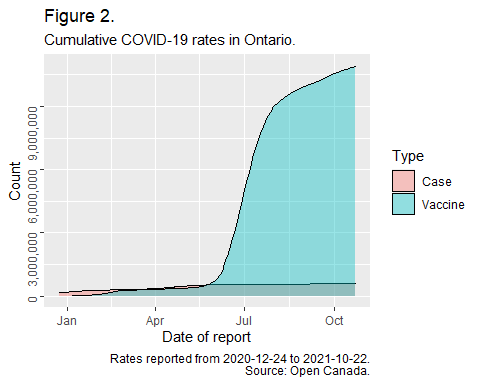 Figure 2.
Cumulative COVID-19 rates in Ontario.
9,000,000
6,000,000
3,000,000
0
Count
Jan
Apr
Jul
Oct
Date of report
Type
Case
Vaccine
Rates reported from 2020-12-24 to 2021-10-22.
Source: Open Canada.